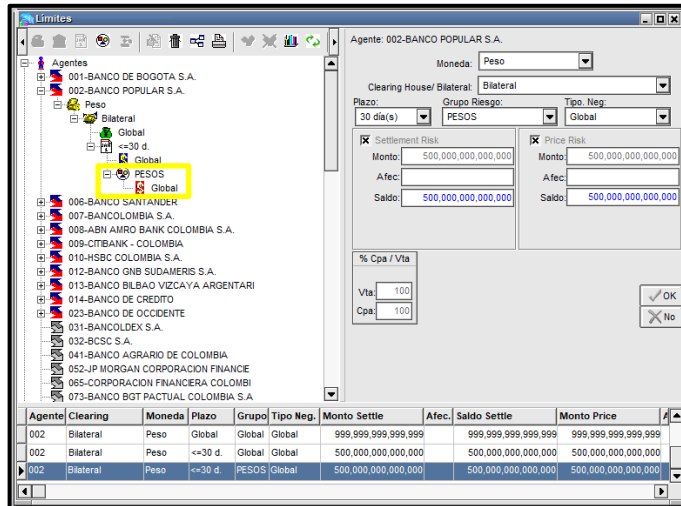 Limites
Agentes
001-BANCO DE BOGOTA S.A.
002-BANCO POPULAR S.A.
Peso
Bilateral
Global
<=30 d.
Global
PESOS
Global
006-BANCO SANTANDER
007-BANCOLOMBIA S.A.
008-ABN AMRO BANK COLOMBIA S.A.
009-CITIBANK - COLOMBIA
010-HSBC COLOMBIA S.A.
012-BANCO GNB SUDAMERIS S.A.
013-BANCO BILBAO VIZCAYA ARGENTARI
014-BANCO DE CREDITO
023-BANCO DE OCCIDENTE
031-BANCOLDEX S.A.
032-BCSC S.A.
041-BANCO AGRARIO DE COLOMBIA
052-JP MORGAN CORPORACION FINANCIE
065-CORPORACION FINANCIERA COLOMBI
073-BANCO BGT PACTUAL COLOMBIA S.A
Agente: 002-BANCO POPULAR S.A.
Moneda: Peso
Clearing House/ Bilateral: Bilateral
Plazo: Grupo Riesgo: Tipo. Neg:
30 día(s) PESOS Global
Settlement Risk Price Risk
Monto: 500,000,000,000,000 Monto: 500,000,000,000,000
Afec: Afec:
Saldo: 500,000,000,000,000 Saldo: 500,000,000,000,000
% Cpa / Vta
Vta: 100
Cpa: 100
OK
No
Agente Clearing Moneda Plazo Grupo Tipo Neg. Monto Settle Afec. Saldo Settle Monto Price
002 Bilateral Peso Global Global Global 999,999,999,999,999 999,999,999,999,999 999,999,999,999,999
002 Bilateral Peso <=30 d. Global Global 500,000,000,000,000 500,000,000,000,000 500,000,000,000,000
002 Bilateral Peso <=30 d. PESOS Global 500,000,000,000,000 500,000,000,000,000 500,000,000,000,000